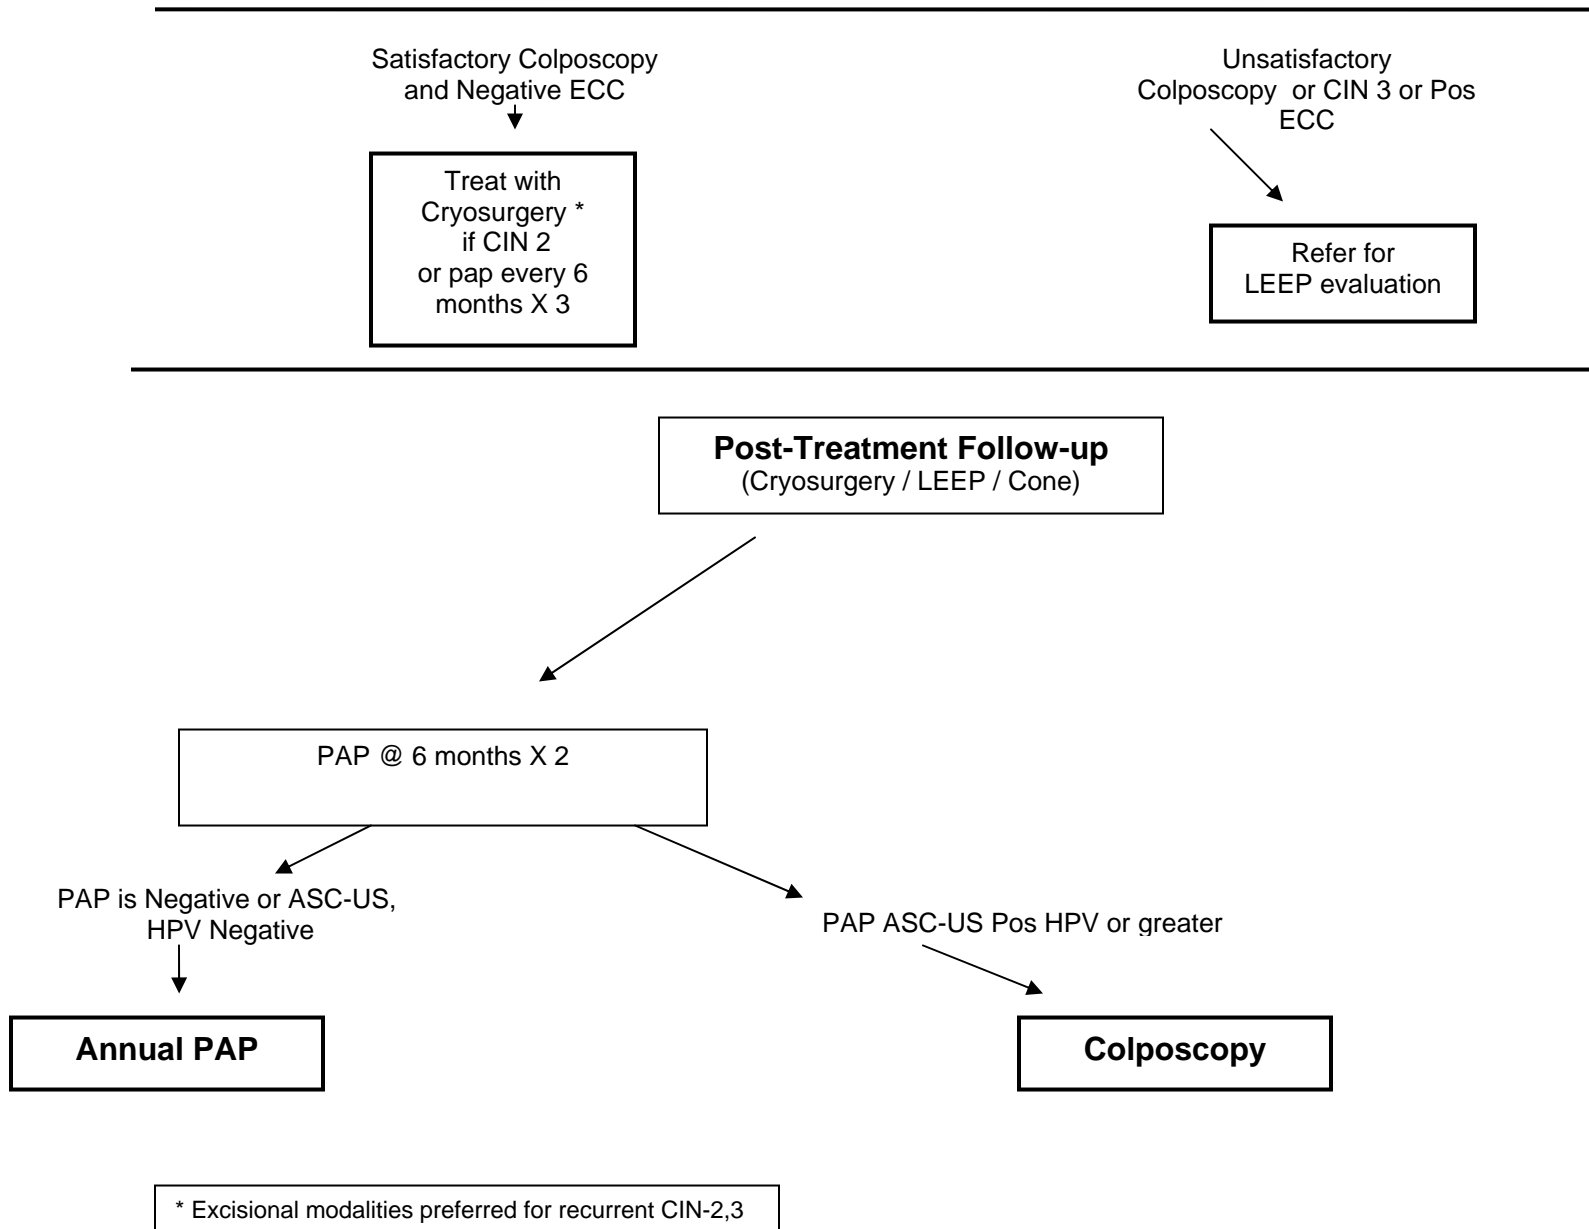 Satisfactory Colposcopy
and Negative ECC
Unsatisfactory
Colposcopy or CIN 3 or Pos
ECC
Treat with
Cryosurgery *
if CIN 2
or pap every 6
months X 3
Refer for
LEEP evaluation
Post-Treatment Follow-up
(Cryosurgery / LEEP / Cone)
PAP @ 6 months X 2
PAP is Negative or ASC-US,
HPV Negative
PAP ASC-US Pos HPV or greater
Annual PAP
Colposcopy
* Excisional modalities preferred for recurrent CIN-2,3